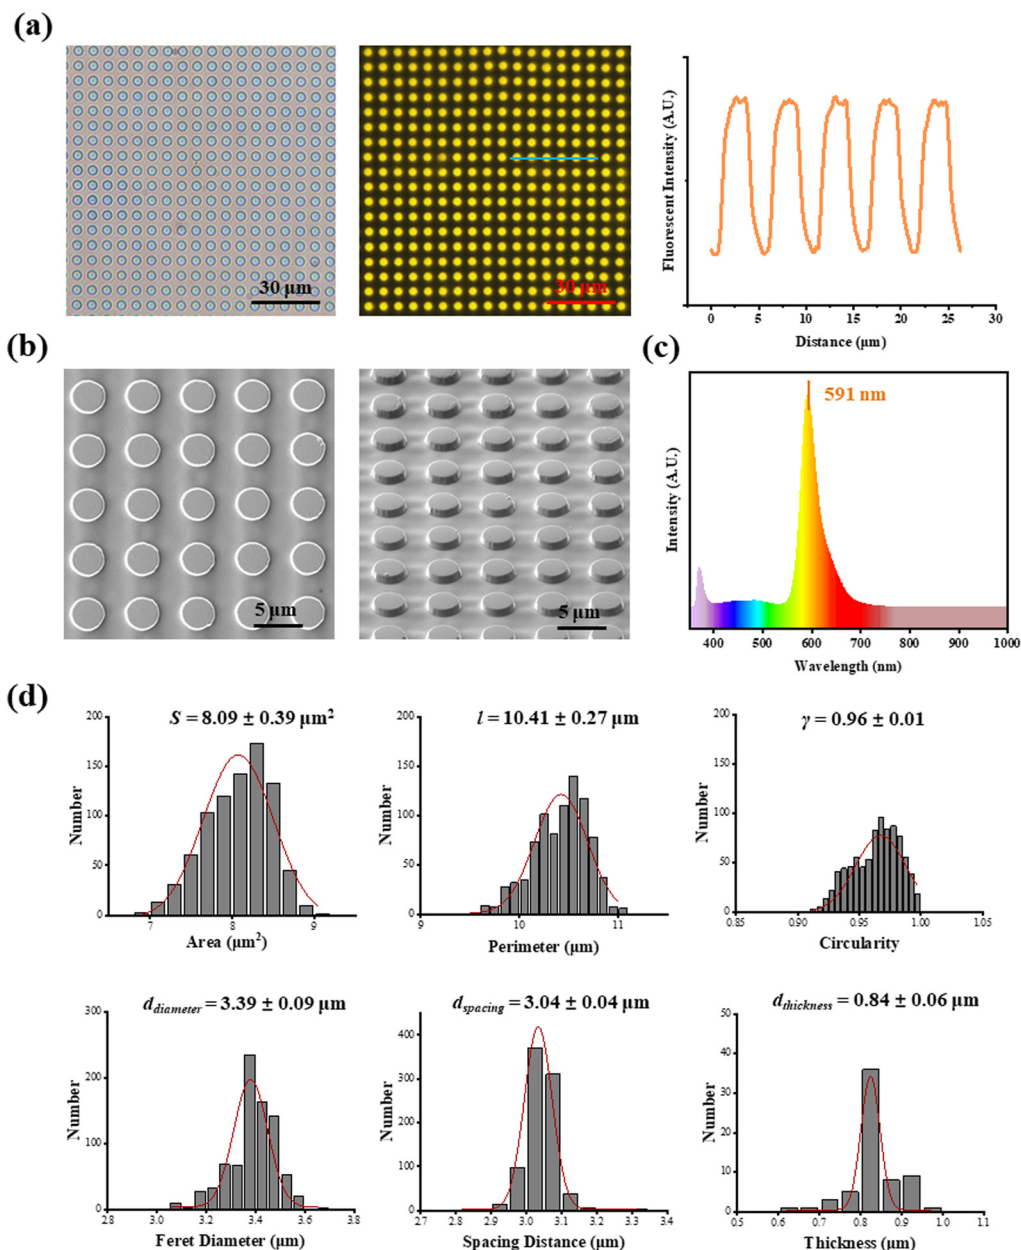 (a)
30 μm
30 μm
Fluorescent Intensity (A.U.)
0 5 10 15 20 25 30
Distance (μm)
(b)
5 μm
5 μm
(c)
591 nm
Intensity (A.U.)
400 500 600 700 800 900 1000
Wavelength (nm)
(d)
S = 8.09 ± 0.39 μm²
200
150
100
50
0
Number
7 8 9
Area (μm²)
l = 10.41 ± 0.27 μm
200
150
100
50
0
Number
9 10 11
Perimeter (μm)
γ = 0.96 ± 0.01
200
150
100
50
0
Number
0.85 0.90 0.95 1.00 1.05
Circularity
d_diameter = 3.39 ± 0.09 μm
300
200
100
0
Number
2.8 3.0 3.2 3.4 3.6 3.8
Feret Diameter (μm)
d_spacing = 3.04 ± 0.04 μm
400
300
200
100
0
Number
2.7 2.8 2.9 3.0 3.1 3.2 3.3 3.4
Spacing Distance (μm)
d_thickness = 0.84 ± 0.06 μm
50
40
30
20
10
0
Number
0.5 0.6 0.7 0.8 0.9 1.0 1.1
Thickness (μm)